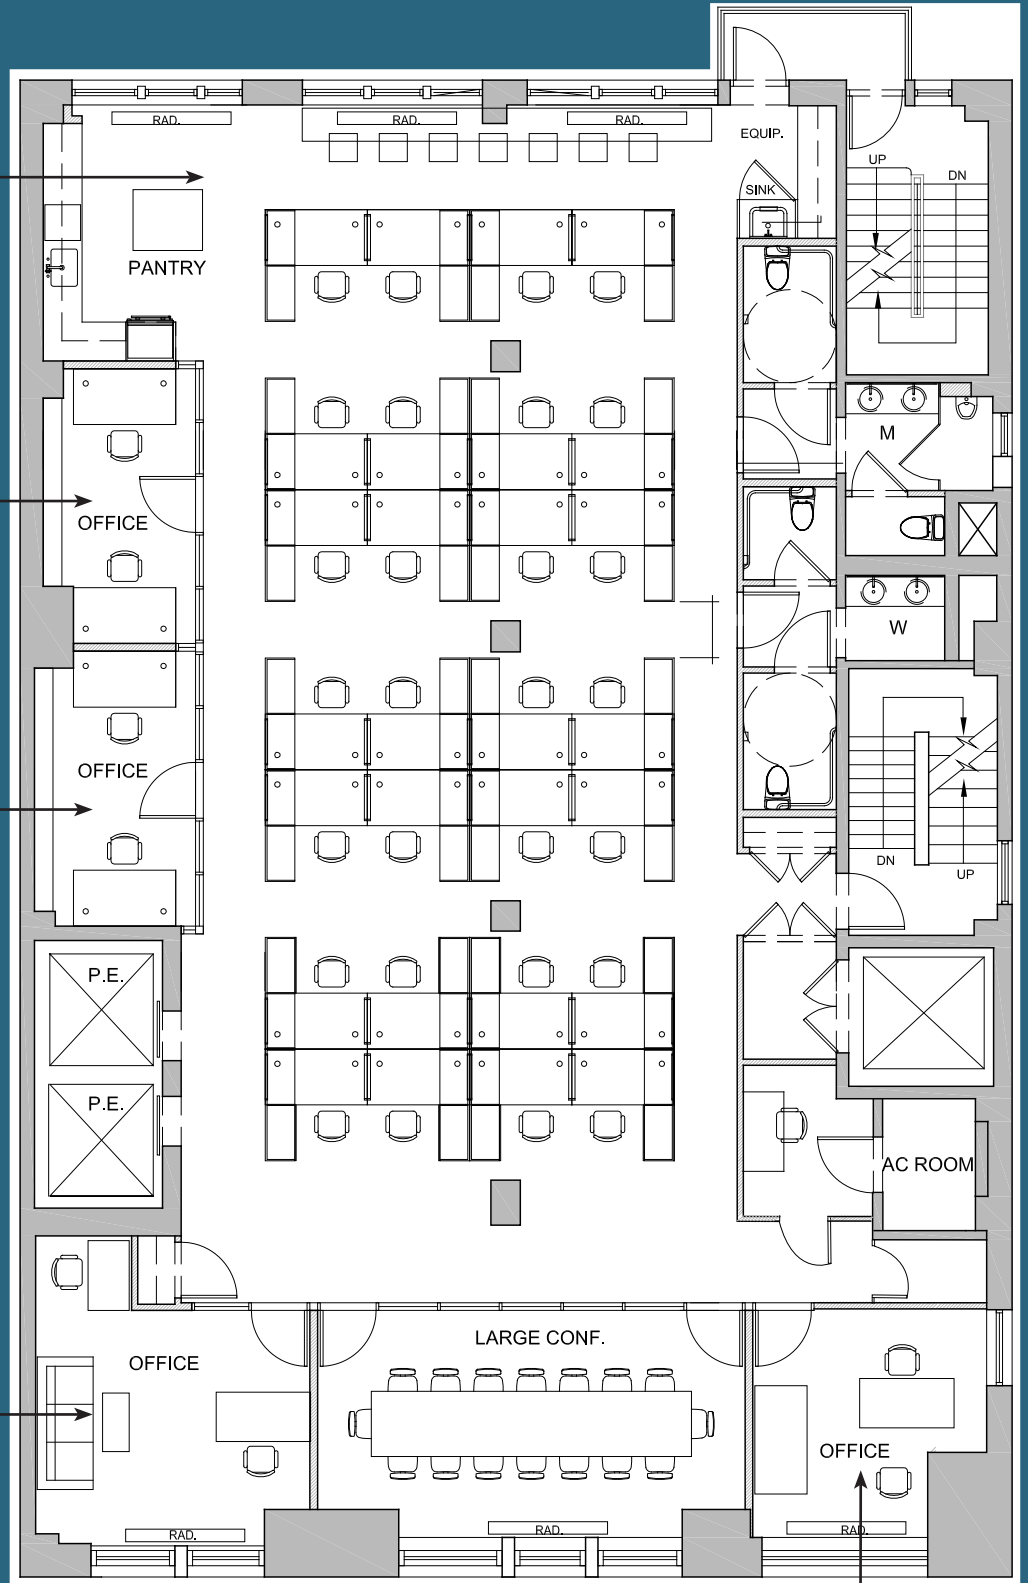 RAD.
RAD.
RAD.
EQUIP.
UP
DN
SINK
PANTRY
M
OFFICE
W
OFFICE
DN
UP
P.E.
P.E.
AC ROOM
LARGE CONF.
OFFICE
OFFICE
RAD.
RAD.
RAD.